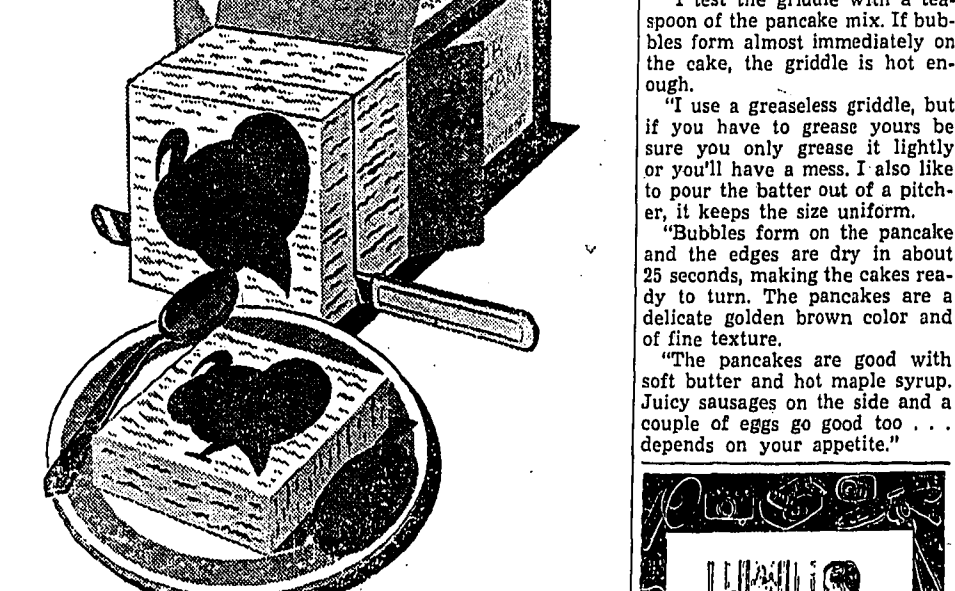 "I test the griddle with a tea-
spoon of the pancake mix. If bub-
bles form almost immediately on
the cake, the griddle is hot en-
ough.
"I use a greaseless griddle, but
if you have to grease yours be
sure you only grease it lightly
or you'll have a mess. I also like
to pour the batter out of a pitch-
er, it keeps the size uniform.
"Bubbles form on the pancake
and the edges are dry in about
25 seconds, making the cakes rea-
dy to turn. The pancakes are a
delicate golden brown color and
of fine texture.
"The pancakes are good with
soft butter and hot maple syrup.
Juicy sausages on the side and a
couple of eggs go good too . . .
depends on your appetite."